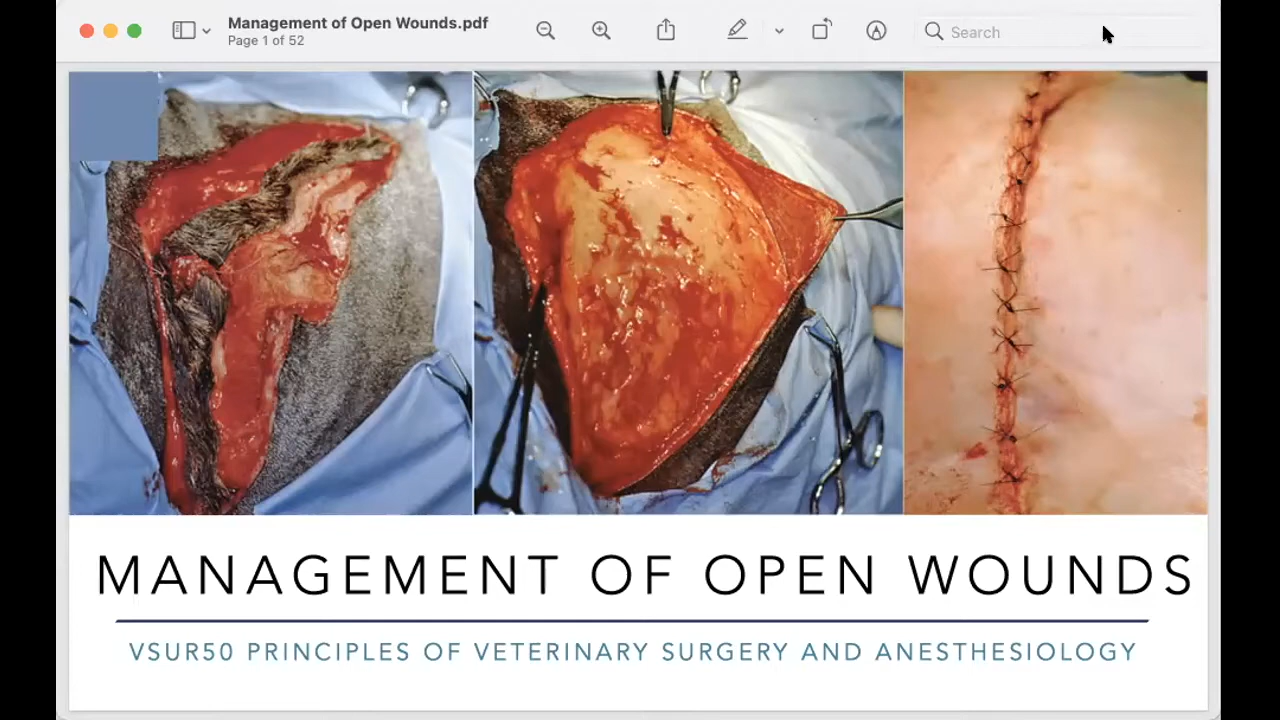 Management of Open Wounds.pdf
Page 1 of 52
Search
MANAGEMENT OF OPEN WOUNDS
VSUR50 PRINCIPLES OF VETERINARY SURGERY AND ANESTHESIOLOGY